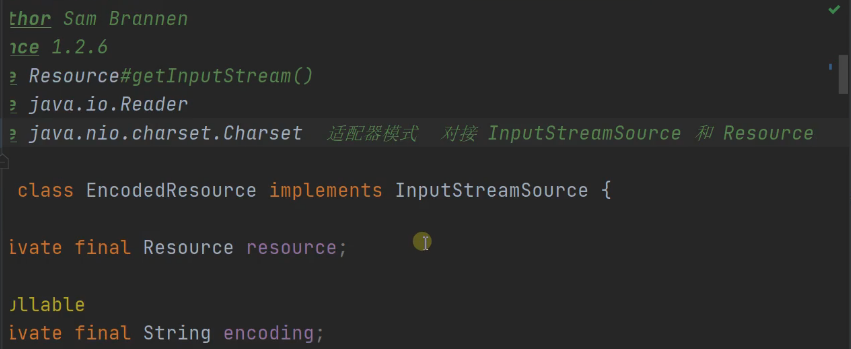 thor Sam Brannen
nce 1.2.6
e Resource#getInputStream()
e java.io.Reader
e java.nio.charset.Charset 适配器模式 对接 InputStreamSource 和 Resource
class EncodedResource implements InputStreamSource {
ivate final Resource resource;
ullable
ivate final String encoding;